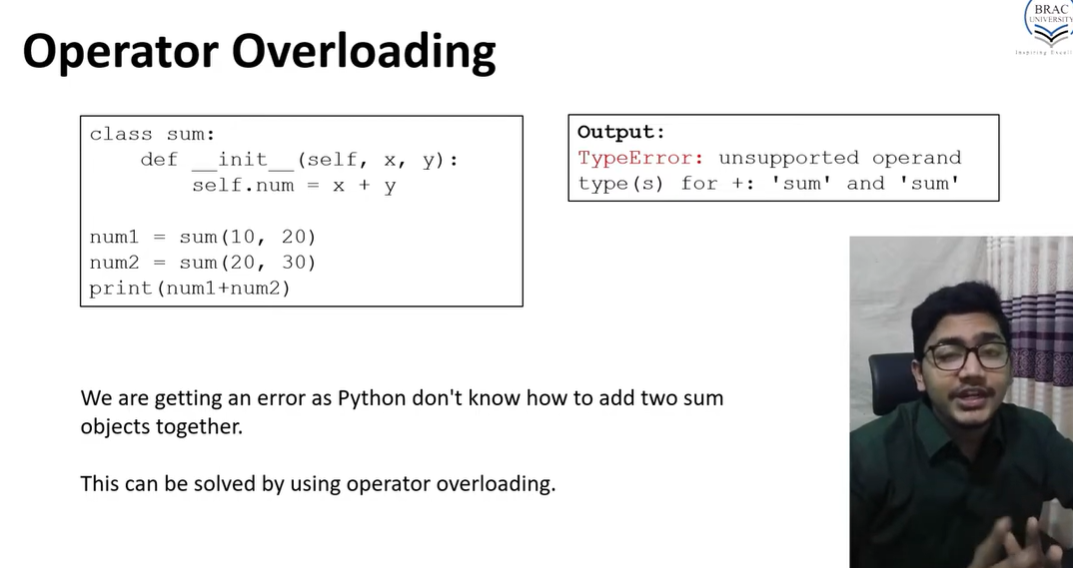 BRAC
UNIVERSITY
Operator Overloading
class sum:
    def __init__(self, x, y):
        self.num = x + y
num1 = sum(10, 20)
num2 = sum(20, 30)
print(num1+num2)
Output:
TypeError: unsupported operand
type(s) for +: 'sum' and 'sum'
We are getting an error as Python don't know how to add two sum
objects together.
This can be solved by using operator overloading.